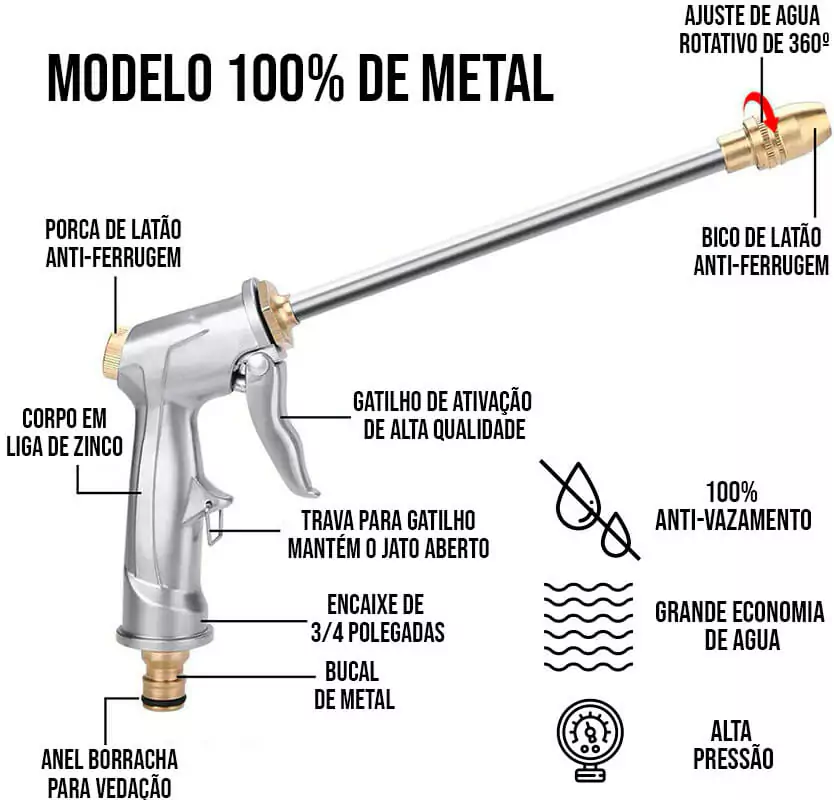 AJUSTE DE AGUA
ROTATIVO DE 360º
MODELO 100% DE METAL
PORCA DE LATÃO
ANTI-FERRUGEM
BICO DE LATÃO
ANTI-FERRUGEM
GATILHO DE ATIVAÇÃO
DE ALTA QUALIDADE
CORPO EM
LIGA DE ZINCO
100%
ANTI-VAZAMENTO
TRAVA PARA GATILHO
MANTÉM O JATO ABERTO
ENCAIXE DE
3/4 POLEGADAS
GRANDE ECONOMIA
DE AGUA
BUCAL
DE METAL
ALTA
PRESSÃO
ANEL BORRACHA
PARA VEDAÇÃO